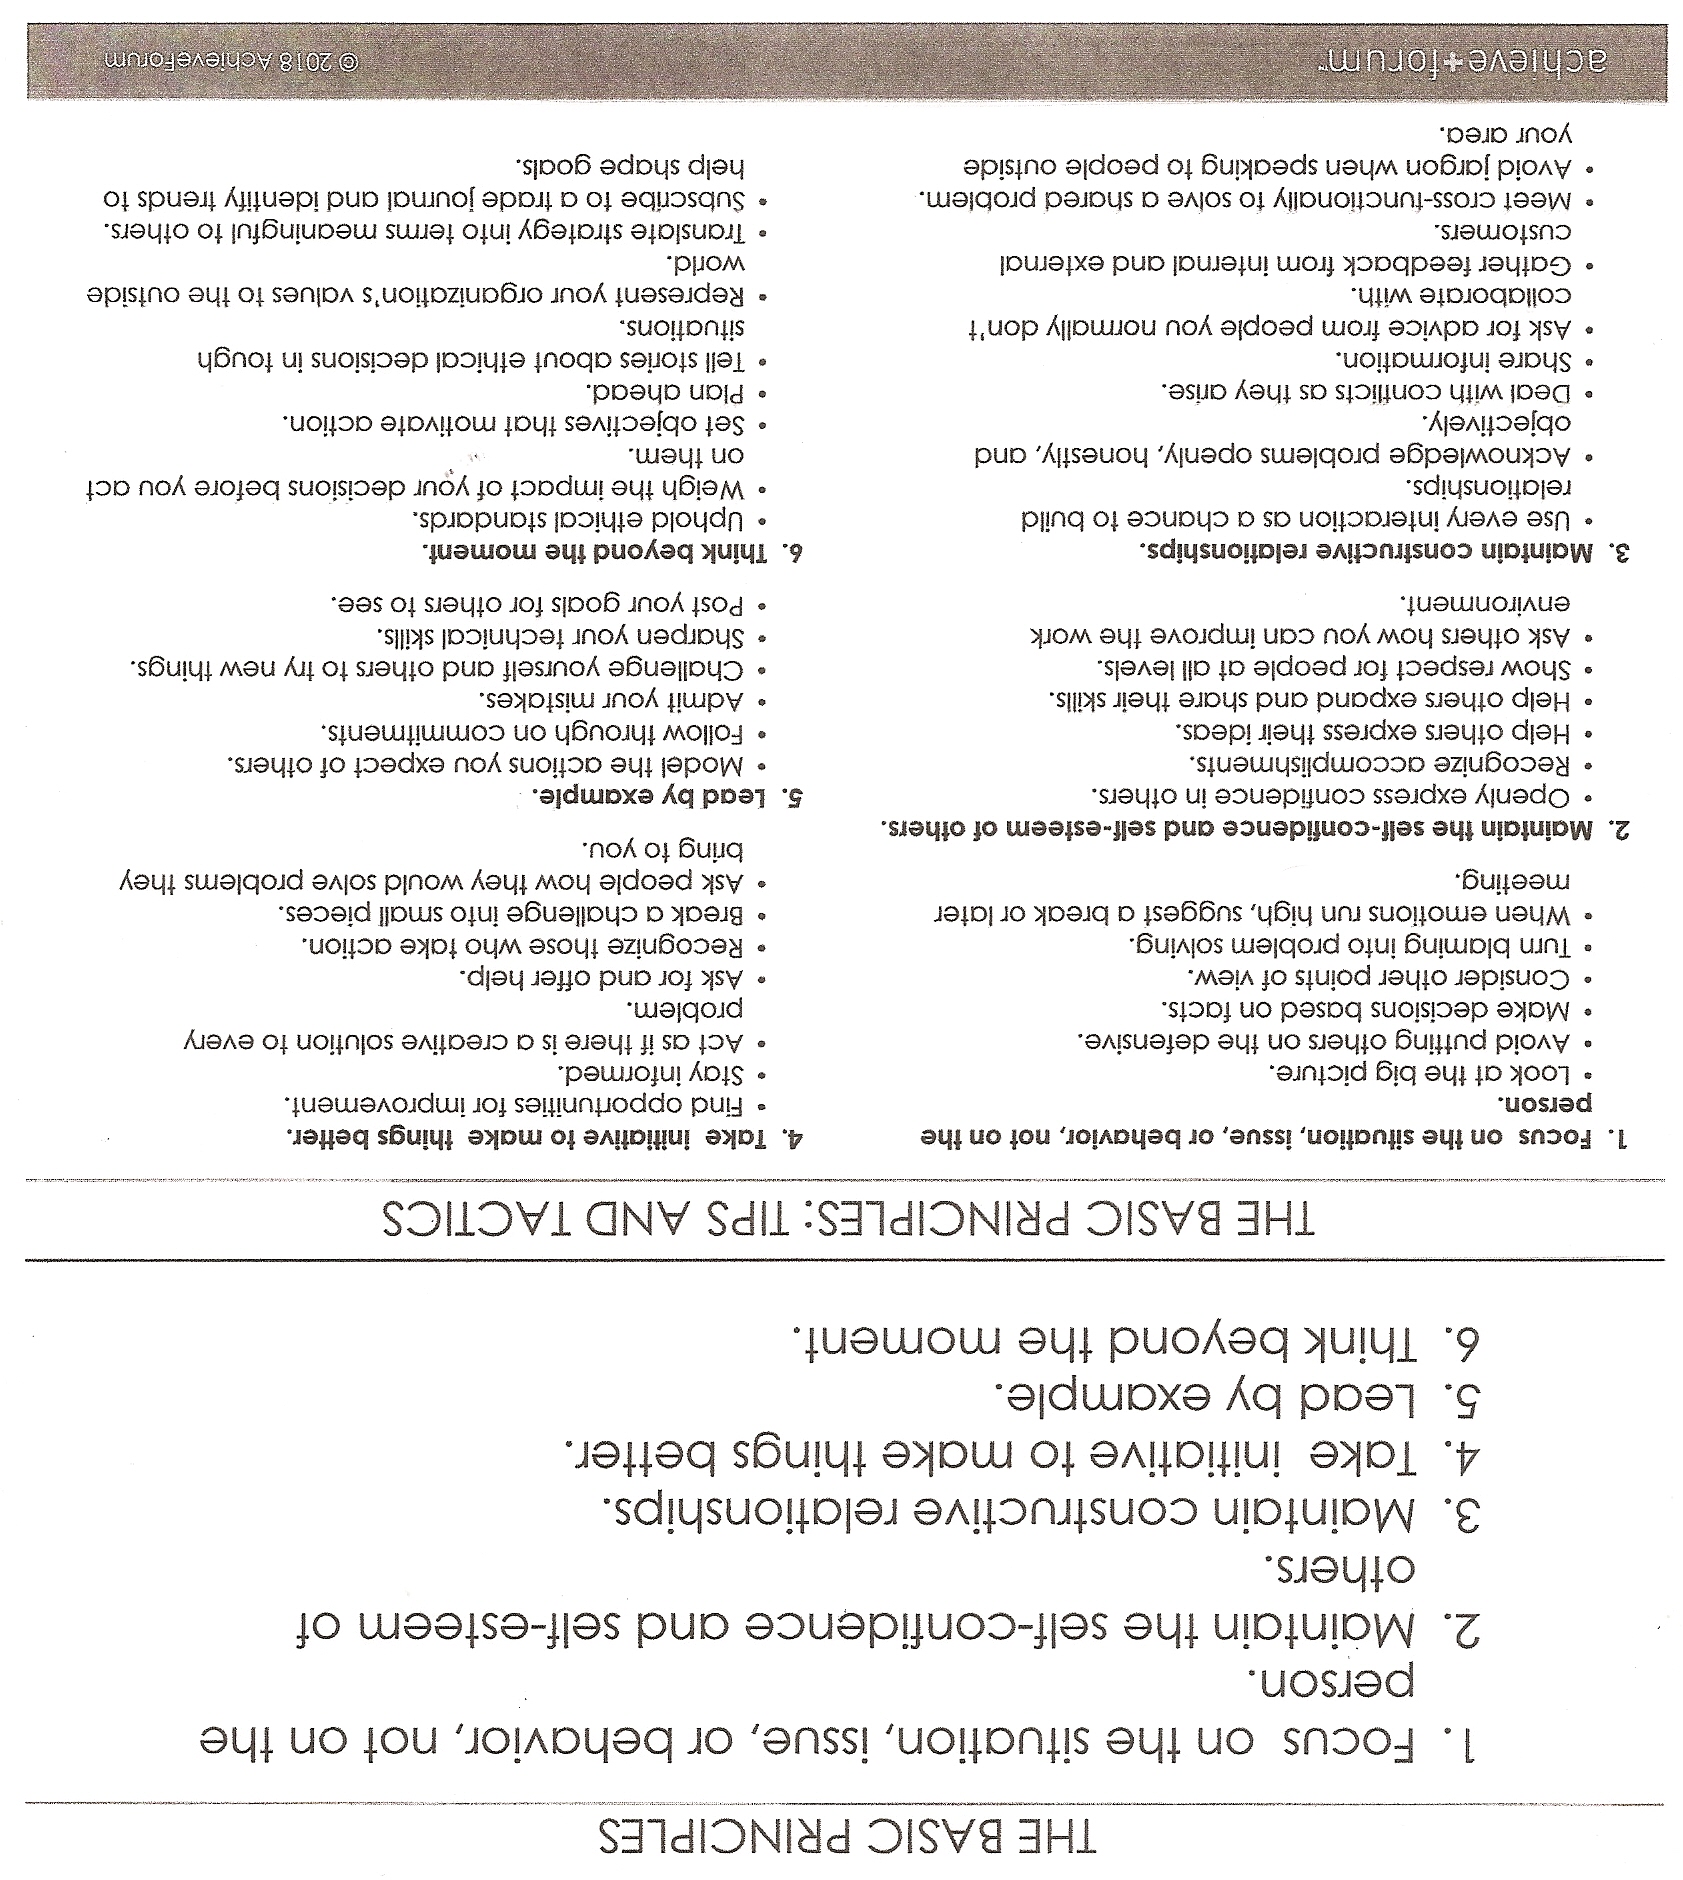 THE BASIC PRINCIPLES
1. Focus on the situation, issue, or behavior, not on the
person.
2. Maintain the self-confidence and self-esteem of
others.
3. Maintain constructive relationships.
4. Take initiative to make things better.
5. Lead by example.
6. Think beyond the moment.
THE BASIC PRINCIPLES: TIPS AND TACTICS
1. Focus on the situation, issue, or behavior, not on the
person.
• Look at the big picture.
• Avoid putting others on the defensive.
• Make decisions based on facts.
• Consider other points of view.
• Turn blaming into problem solving.
• When emotions run high, suggest a break or later
meeting.
2. Maintain the self-confidence and self-esteem of others.
• Openly express confidence in others.
• Recognize accomplishments.
• Help others express their ideas.
• Help others expand and share their skills.
• Show respect for people at all levels.
• Ask others how you can improve the work
environment.
3. Maintain constructive relationships.
• Use every interaction as a chance to build
relationships.
• Acknowledge problems openly, honestly, and
objectively.
• Deal with conflicts as they arise.
• Share information.
• Ask for advice from people you normally don't
collaborate with.
• Gather feedback from internal and external
customers.
• Meet cross-functionally to solve a shared problem.
• Avoid jargon when speaking to people outside
your area.
4. Take initiative to make things better.
• Find opportunities for improvement.
• Stay informed.
• Act as if there is a creative solution to every
problem.
• Ask for and offer help.
• Recognize those who take action.
• Break a challenge into small pieces.
• Ask people how they would solve problems they
bring to you.
5. Lead by example.
• Model the actions you expect of others.
• Follow through on commitments.
• Admit your mistakes.
• Challenge yourself and others to try new things.
• Sharpen your technical skills.
• Post your goals for others to see.
6. Think beyond the moment.
• Uphold ethical standards.
• Weigh the impact of your decisions before you act
on them.
• Set objectives that motivate action.
• Plan ahead.
• Tell stories about ethical decisions in tough
situations.
• Represent your organization's values to the outside
world.
• Translate strategy into terms meaningful to others.
• Subscribe to a trade journal and identify trends to
help shape goals.
achieve+forum™
© 2018 AchieveForum